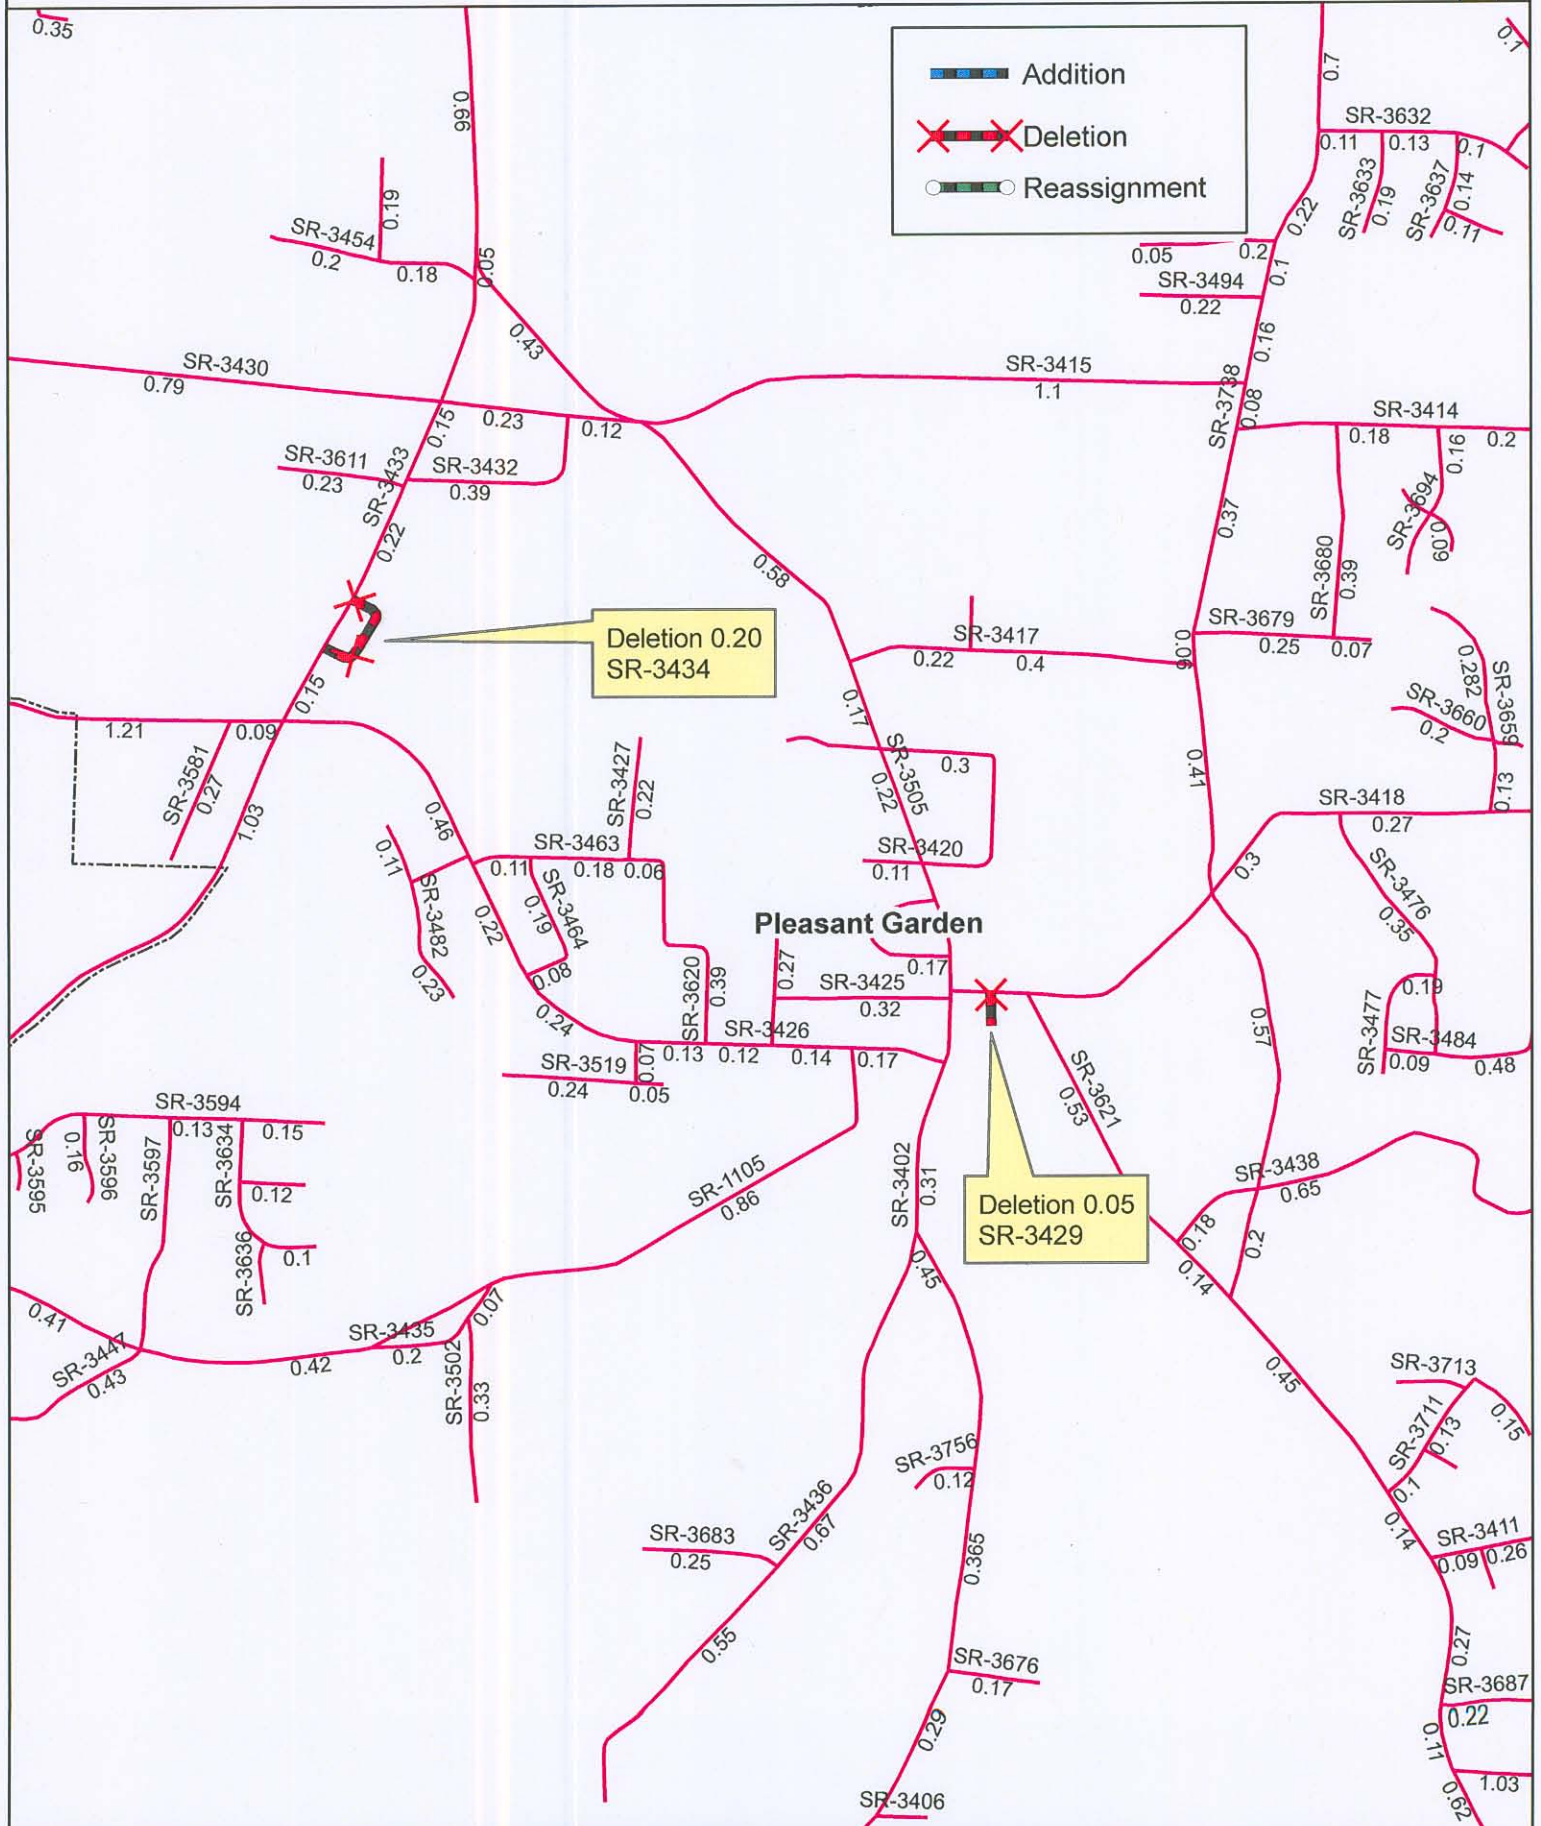 0.35
0.66
Addition
Deletion
Reassignment
0.7
0.1
SR-3632
0.11
0.13
0.1
SR-3633
0.19
SR-3637
0.14
0.11
0.22
0.19
SR-3454
0.2
0.18
0.05
0.05
0.2
0.1
SR-3494
0.22
0.16
0.43
SR-3430
0.79
SR-3415
1.1
SR-3738
0.08
0.15
0.23
0.12
SR-3414
0.18
0.16
0.2
SR-3611
0.23
SR-3433
SR-3432
0.39
0.22
0.37
SR-3694
0.09
SR-3680
0.39
0.58
Deletion 0.20
SR-3434
SR-3417
0.22
0.4
0.06
SR-3679
0.25
0.07
0.282
SR-3659
SR-3660
0.2
0.13
0.15
0.17
1.21
0.09
SR-3581
0.27
1.03
SR-3427
0.22
SR-3505
0.3
0.22
0.41
0.46
SR-3418
0.27
0.11
SR-3463
0.11
0.18
0.06
SR-3420
0.11
0.3
SR-3482
0.23
0.22
0.19
SR-3464
0.08
SR-3476
0.35
Pleasant Garden
0.27
0.17
SR-3620
0.39
SR-3425
0.32
0.19
SR-3477
SR-3484
0.09
0.48
0.24
SR-3426
0.13
0.12
0.14
0.17
0.57
SR-3519
0.07
0.24
0.05
SR-3621
0.53
SR-3594
0.13
0.15
SR-3595
0.16
SR-3596
SR-3597
SR-3634
0.12
SR-3636
0.1
SR-1105
0.86
SR-3402
0.31
Deletion 0.05
SR-3429
SR-3438
0.65
0.18
0.2
0.14
0.45
0.41
0.07
SR-3435
0.2
SR-3447
0.43
0.42
SR-3502
0.33
0.45
SR-3713
0.15
SR-3711
0.13
0.1
SR-3756
0.12
SR-3436
0.67
SR-3683
0.25
0.365
0.14
SR-3411
0.09
0.26
0.55
0.27
SR-3676
0.17
SR-3687
0.22
0.29
0.11
1.03
0.62
SR-3406